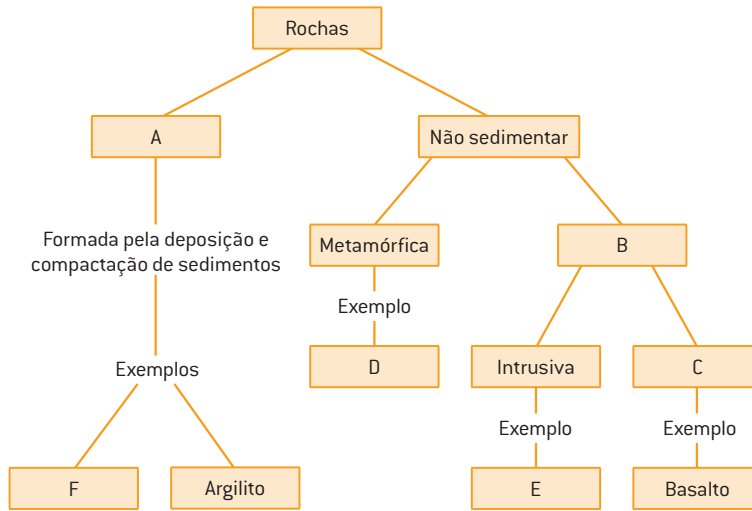 Rochas
A
Não sedimentar
Formada pela deposição e
compactação de sedimentos
Metamórfica
B
Exemplo
D
Intrusiva
C
Exemplos
Exemplo
Exemplo
F
Argilito
E
Basalto